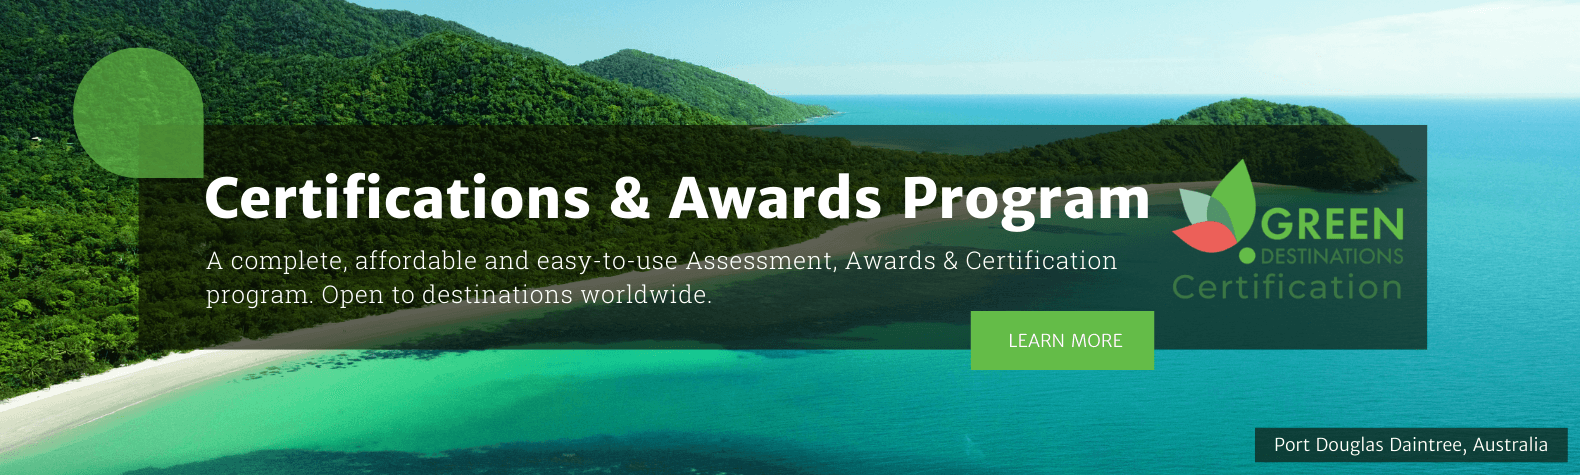 Certifications & Awards Program
A complete, affordable and easy-to-use Assessment, Awards & Certification
program. Open to destinations worldwide.
LEARN MORE
GREEN
DESTINATIONS
Certification
Port Douglas Daintree, Australia